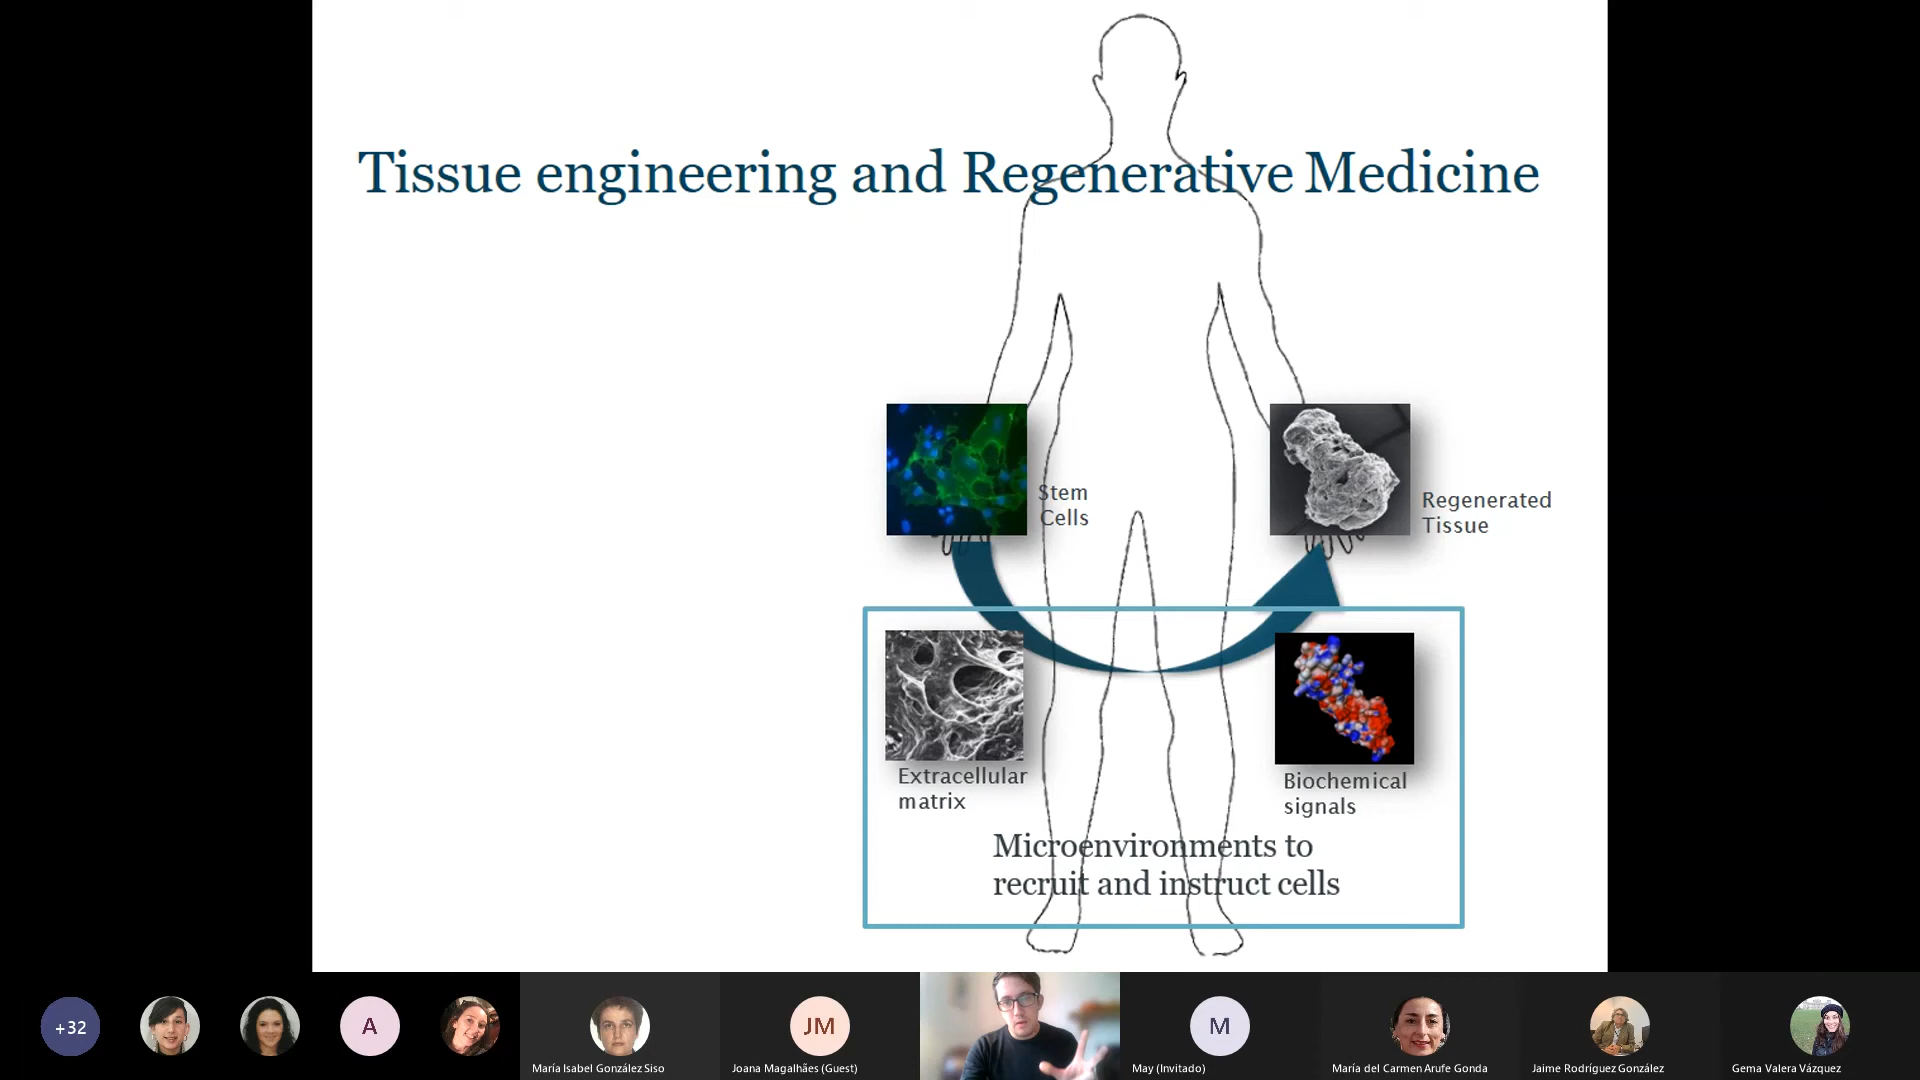 Tissue engineering and Regenerative Medicine
Stem
Cells
Regenerated
Tissue
Extracellular
matrix
Biochemical
signals
Microenvironments to
recruit and instruct cells
+32
A
JM
M
María Isabel González Siso
Joana Magalhães (Guest)
May (Invitado)
María del Carmen Arufe Gonda
Jaime Rodríguez González
Gema Valera Vázquez